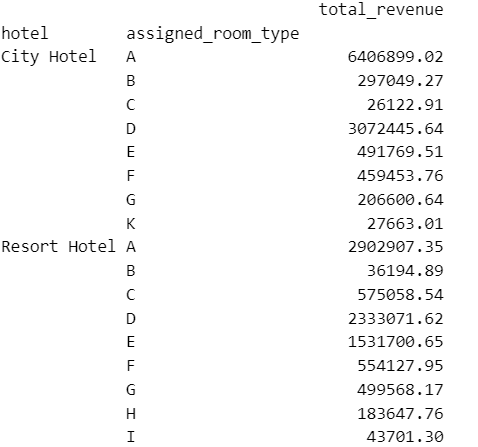 total_revenue
hotel assigned_room_type
City Hotel A 6406899.02
B 297049.27
C 26122.91
D 3072445.64
E 491769.51
F 459453.76
G 206600.64
K 27663.01
Resort Hotel A 2902907.35
B 36194.89
C 575058.54
D 2333071.62
E 1531700.65
F 554127.95
G 499568.17
H 183647.76
I 43701.30